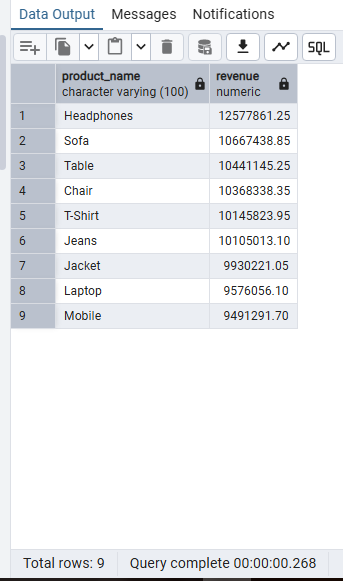 Data Output Messages Notifications
SQL
product_name revenue
character varying (100) numeric
1 Headphones 12577861.25
2 Sofa 10667438.85
3 Table 10441145.25
4 Chair 10368338.35
5 T-Shirt 10145823.95
6 Jeans 10105013.10
7 Jacket 9930221.05
8 Laptop 9576056.10
9 Mobile 9491291.70
Total rows: 9 Query complete 00:00:00.268